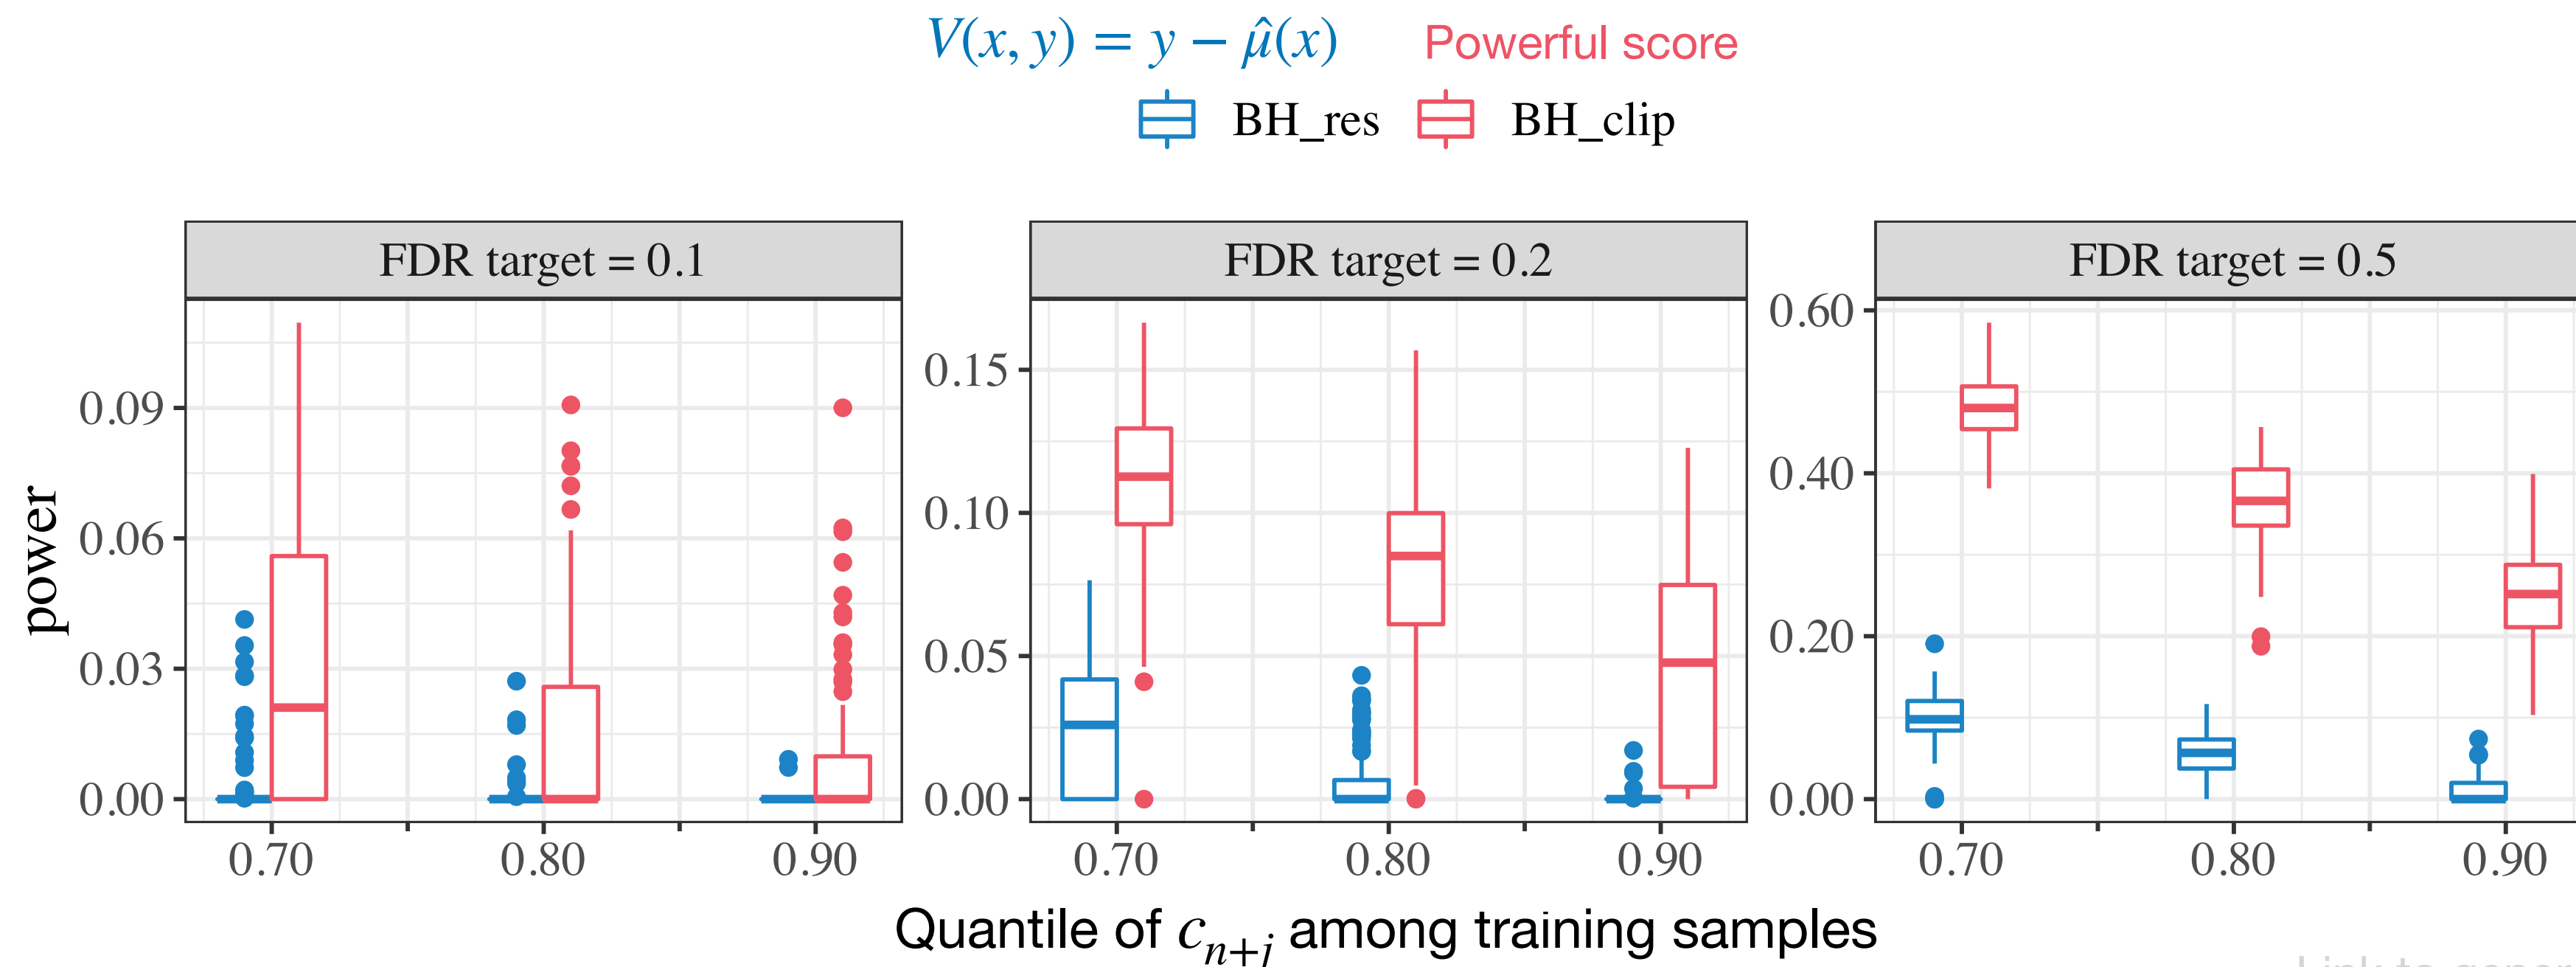 V(x, y) = y − μ̂(x) Powerful score
BH_res BH_clip
FDR target = 0.1 FDR target = 0.2 FDR target = 0.5
power
0.09
0.06
0.03
0.00
0.15
0.10
0.05
0.00
0.60
0.40
0.20
0.00
0.70 0.80 0.90 0.70 0.80 0.90 0.70 0.80 0.90
Quantile of c_{n+j} among training samples
Link to